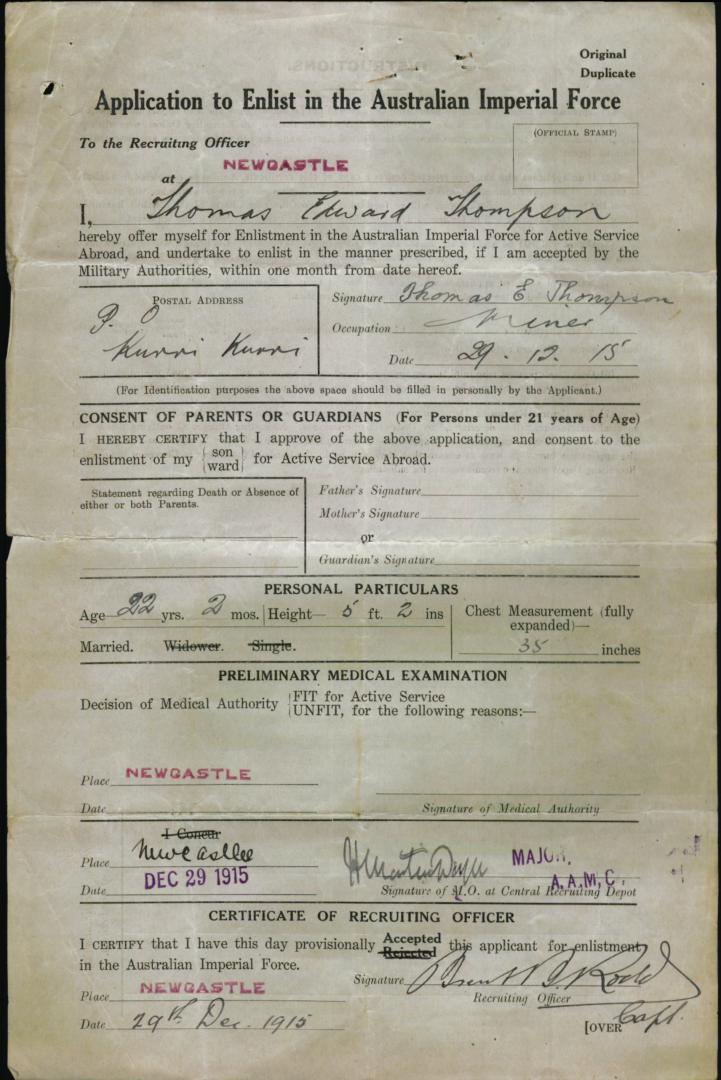 Original
Duplicate
Application to Enlist in the Australian Imperial Force
To the Recruiting Officer
(OFFICIAL STAMP)
at NEWCASTLE
I, Thomas Edward Thompson
hereby offer myself for Enlistment in the Australian Imperial Force for Active Service
Abroad, and undertake to enlist in the manner prescribed, if I am accepted by the
Military Authorities, within one month from date hereof.
POSTAL ADDRESS
P. O
Kurri Kurri
Signature Thomas E Thompson
Occupation Miner
Date 29. 12. 15
(For Identification purposes the above space should be filled in personally by the Applicant.)
CONSENT OF PARENTS OR GUARDIANS (For Persons under 21 years of Age)
I HEREBY CERTIFY that I approve of the above application, and consent to the
enlistment of my son ward for Active Service Abroad.
Statement regarding Death or Absence of
either or both Parents.
Father's Signature
Mother's Signature
or
Guardian's Signature
PERSONAL PARTICULARS
Age 22 yrs. 2 mos. Height— 5 ft. 2 ins
Chest Measurement (fully
expanded)—
35 inches
Married. Widower. Single.
PRELIMINARY MEDICAL EXAMINATION
Decision of Medical Authority FIT for Active Service
UNFIT, for the following reasons:—
Place NEWCASTLE
Date
Signature of Medical Authority
I Concur
Place Newcastle
Date DEC 29 1915
MAJOR,
A.A.M.C.
Signature of M.O. at Central Recruiting Depot
CERTIFICATE OF RECRUITING OFFICER
I CERTIFY that I have this day provisionally Accepted Rejected this applicant for enlistment
in the Australian Imperial Force.
Signature
Place NEWCASTLE
Recruiting Officer
Capt.
Date 29th Dec. 1915
[OVER